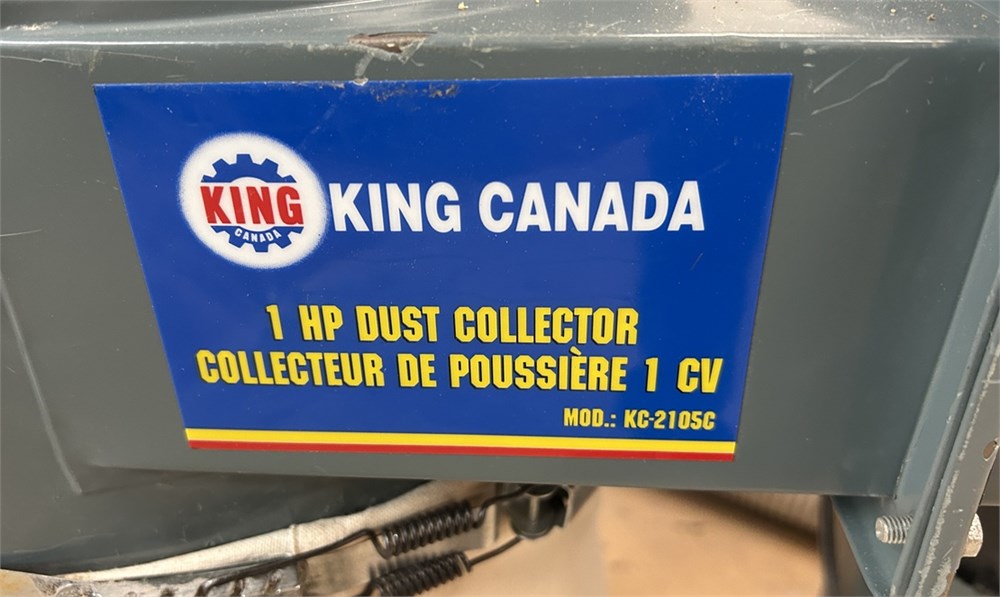 KING
CANADA
KING CANADA
1 HP DUST COLLECTOR
COLLECTEUR DE POUSSIÈRE 1 CV
MOD.: KC-2105C